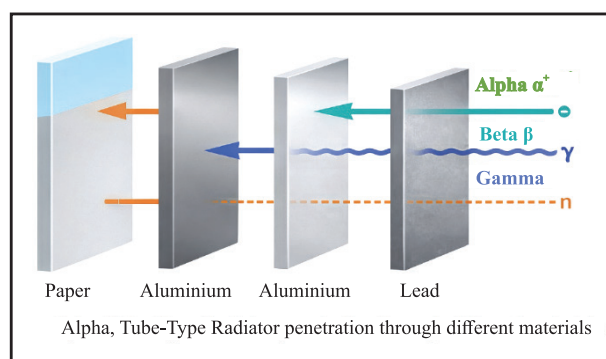 Alpha α⁺
Beta β
γ
Gamma
n
Paper
Aluminium
Aluminium
Lead
Alpha, Tube-Type Radiator penetration through different materials